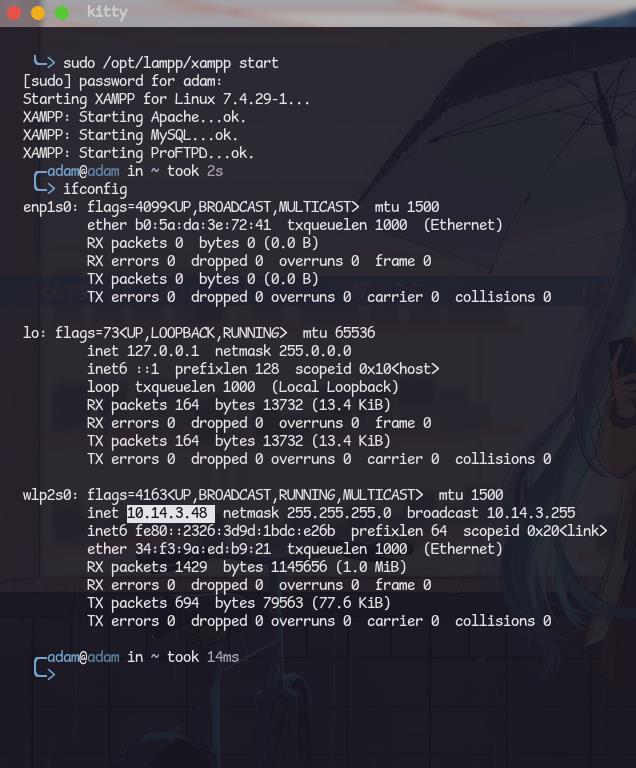 kitty
sudo /opt/lampp/xampp start
[sudo] password for adam:
Starting XAMPP for Linux 7.4.29-1...
XAMPP: Starting Apache...ok.
XAMPP: Starting MySQL...ok.
XAMPP: Starting ProFTPD...ok.
adam@adam in ~ took 2s
> ifconfig
enp1s0: flags=4099<UP,BROADCAST,MULTICAST>  mtu 1500
ether b0:5a:da:3e:72:41  txqueuelen 1000  (Ethernet)
RX packets 0  bytes 0 (0.0 B)
RX errors 0  dropped 0  overruns 0  frame 0
TX packets 0  bytes 0 (0.0 B)
TX errors 0  dropped 0 overruns 0  carrier 0  collisions 0
lo: flags=73<UP,LOOPBACK,RUNNING>  mtu 65536
inet 127.0.0.1  netmask 255.0.0.0
inet6 ::1  prefixlen 128  scopeid 0x10<host>
loop  txqueuelen 1000  (Local Loopback)
RX packets 164  bytes 13732 (13.4 KiB)
RX errors 0  dropped 0  overruns 0  frame 0
TX packets 164  bytes 13732 (13.4 KiB)
TX errors 0  dropped 0 overruns 0  carrier 0  collisions 0
wlp2s0: flags=4163<UP,BROADCAST,RUNNING,MULTICAST>  mtu 1500
inet 10.14.3.48  netmask 255.255.255.0  broadcast 10.14.3.255
inet6 fe80::2326:3d9d:1bdc:e26b  prefixlen 64  scopeid 0x20<link>
ether 34:f3:9a:ed:b9:21  txqueuelen 1000  (Ethernet)
RX packets 1429  bytes 1145656 (1.0 MiB)
RX errors 0  dropped 0  overruns 0  frame 0
TX packets 694  bytes 79563 (77.6 KiB)
TX errors 0  dropped 0 overruns 0  carrier 0  collisions 0
adam@adam in ~ took 14ms
>